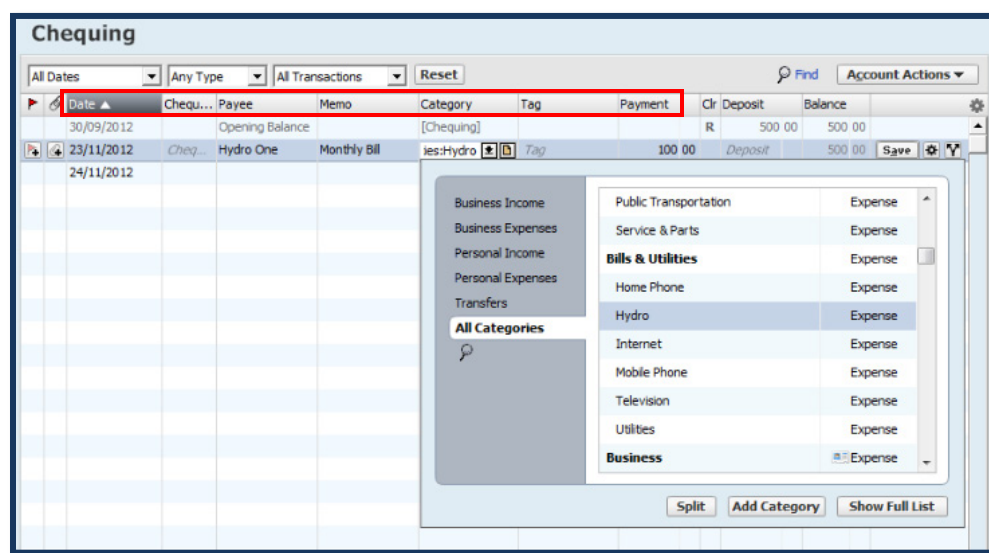 Chequing
All Dates Any Type All Transactions Reset Find Account Actions
Date Chequ... Payee Memo Category Tag Payment Clr Deposit Balance
30/09/2012 Opening Balance [Chequing] R 500 00 500 00
23/11/2012 Cheq... Hydro One Monthly Bill ies:Hydro Tag 100 00 Deposit 500 00 Save
24/11/2012
Business Income
Business Expenses
Personal Income
Personal Expenses
Transfers
All Categories
Public Transportation Expense
Service & Parts Expense
Bills & Utilities Expense
Home Phone Expense
Hydro Expense
Internet Expense
Mobile Phone Expense
Television Expense
Utilities Expense
Business Expense
Split Add Category Show Full List